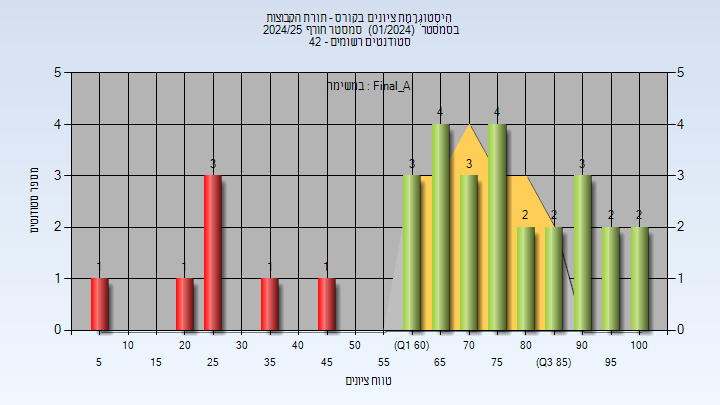 היסטוגרמת ציונים בקורס - תורת הקבוצות
בסמסטר (01/2024) סמסטר חורף 2024/25
סטודנטים רשומים - 42
במשימה : Final_A
5 5
4 4
3 3
2 2
1 1
0 0
מספר סטודנטים
1 1 3 1 1 3 4 3 4 2 2 3 2 2
10 20 30 40 50 (Q1 60) 70 80 90 100
5 15 25 35 45 55 65 75 (Q3 85) 95
טווח ציונים